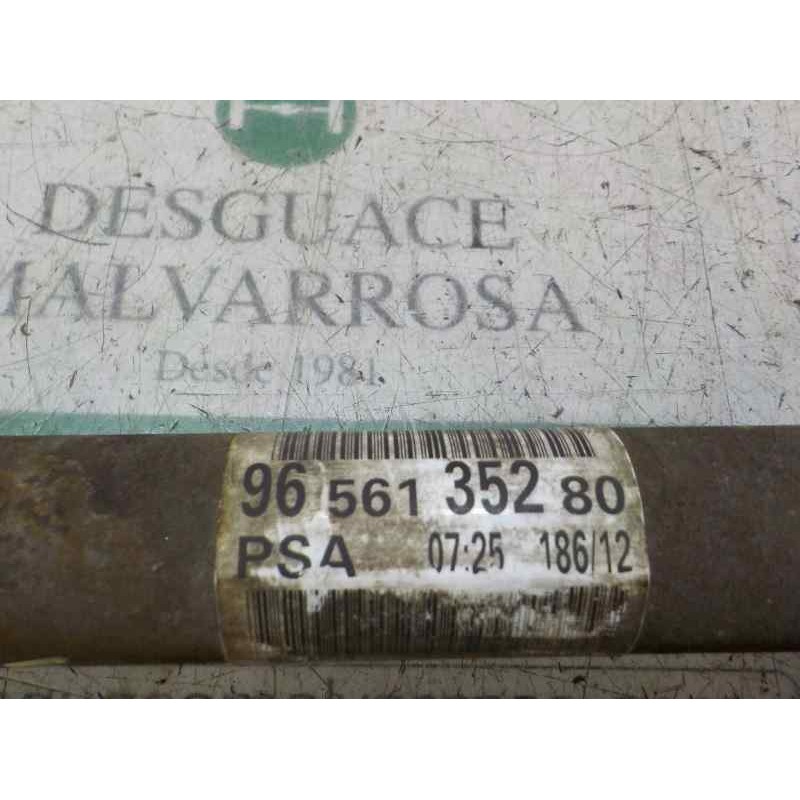 DESGUACE
MALVARROSA
Desde 1981
96 561 352 80
PSA 07:25 186/12